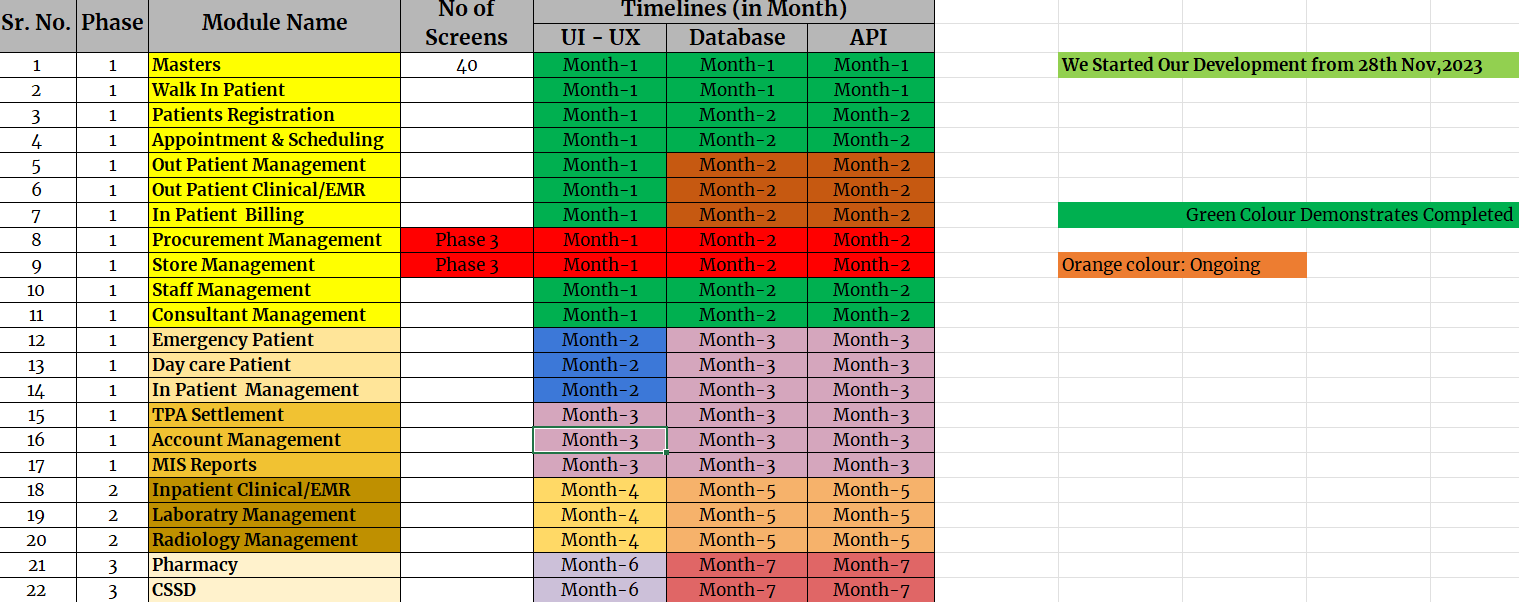 Sr. No. Phase Module Name No of Screens Timelines (in Month)
UI - UX Database API
1 1 Masters 40 Month-1 Month-1 Month-1 We Started Our Development from 28th Nov,2023
2 1 Walk In Patient Month-1 Month-1 Month-1
3 1 Patients Registration Month-1 Month-2 Month-2
4 1 Appointment & Scheduling Month-1 Month-2 Month-2
5 1 Out Patient Management Month-1 Month-2 Month-2
6 1 Out Patient Clinical/EMR Month-1 Month-2 Month-2
7 1 In Patient  Billing Month-1 Month-2 Month-2 Green Colour Demonstrates Completed
8 1 Procurement Management Phase 3 Month-1 Month-2 Month-2
9 1 Store Management Phase 3 Month-1 Month-2 Month-2 Orange colour: Ongoing
10 1 Staff Management Month-1 Month-2 Month-2
11 1 Consultant Management Month-1 Month-2 Month-2
12 1 Emergency Patient Month-2 Month-3 Month-3
13 1 Day care Patient Month-2 Month-3 Month-3
14 1 In Patient  Management Month-2 Month-3 Month-3
15 1 TPA Settlement Month-3 Month-3 Month-3
16 1 Account Management Month-3 Month-3 Month-3
17 1 MIS Reports Month-3 Month-3 Month-3
18 2 Inpatient Clinical/EMR Month-4 Month-5 Month-5
19 2 Laboratry Management Month-4 Month-5 Month-5
20 2 Radiology Management Month-4 Month-5 Month-5
21 3 Pharmacy Month-6 Month-7 Month-7
22 3 CSSD Month-6 Month-7 Month-7